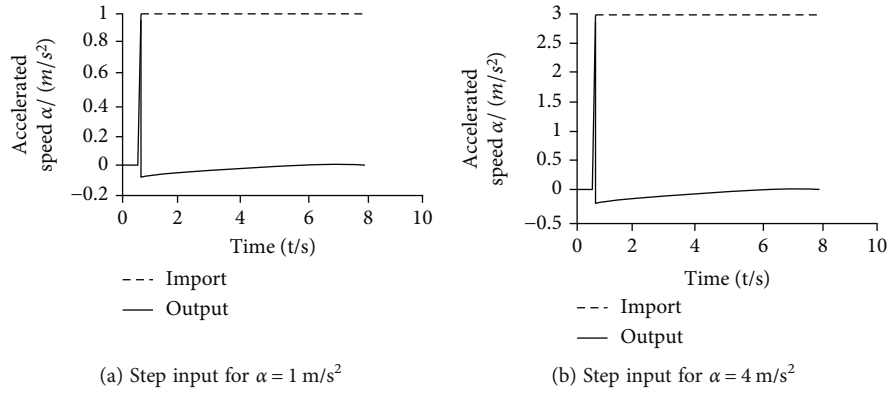 1
0.8
0.6
0.4
0.2
0
−0.2
Accelerated
speed α/ (m/s²)
0
2
4
6
8
10
Time (t/s)
Import
Output
(a) Step input for α = 1 m/s²
3
2.5
2
1.5
1
0.5
0
−0.5
Accelerated
speed α/ (m/s²)
0
2
4
6
8
10
Time (t/s)
Import
Output
(b) Step input for α = 4 m/s²